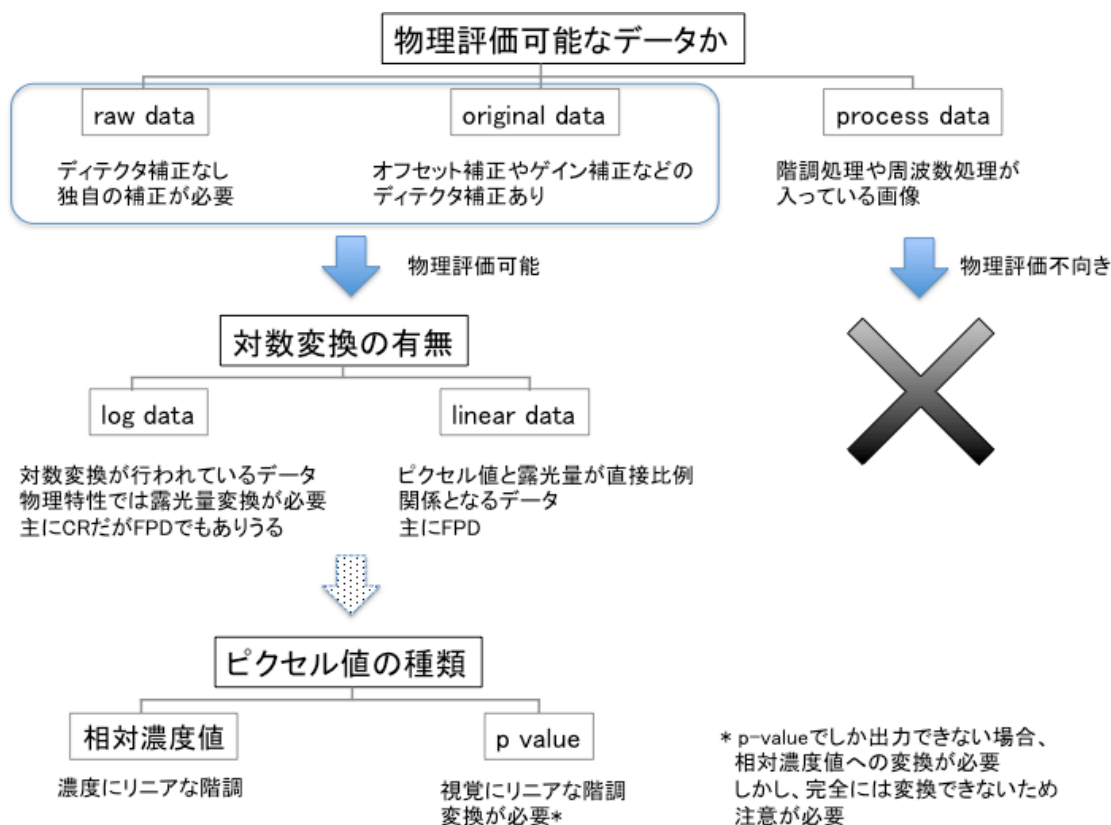 物理評価可能なデータか
raw data
original data
process data
ディテクタ補正なし
独自の補正が必要
オフセット補正やゲイン補正などの
ディテクタ補正あり
階調処理や周波数処理が
入っている画像
物理評価可能
物理評価不向き
対数変換の有無
log data
linear data
対数変換が行われているデータ
物理特性では露光量変換が必要
主にCRだがFPDでもありうる
ピクセル値と露光量が直接比例
関係となるデータ
主にFPD
ピクセル値の種類
相対濃度値
p value
濃度にリニアな階調
視覚にリニアな階調
変換が必要*
* p-valueでしか出力できない場合、
相対濃度値への変換が必要
しかし、完全には変換できないため
注意が必要